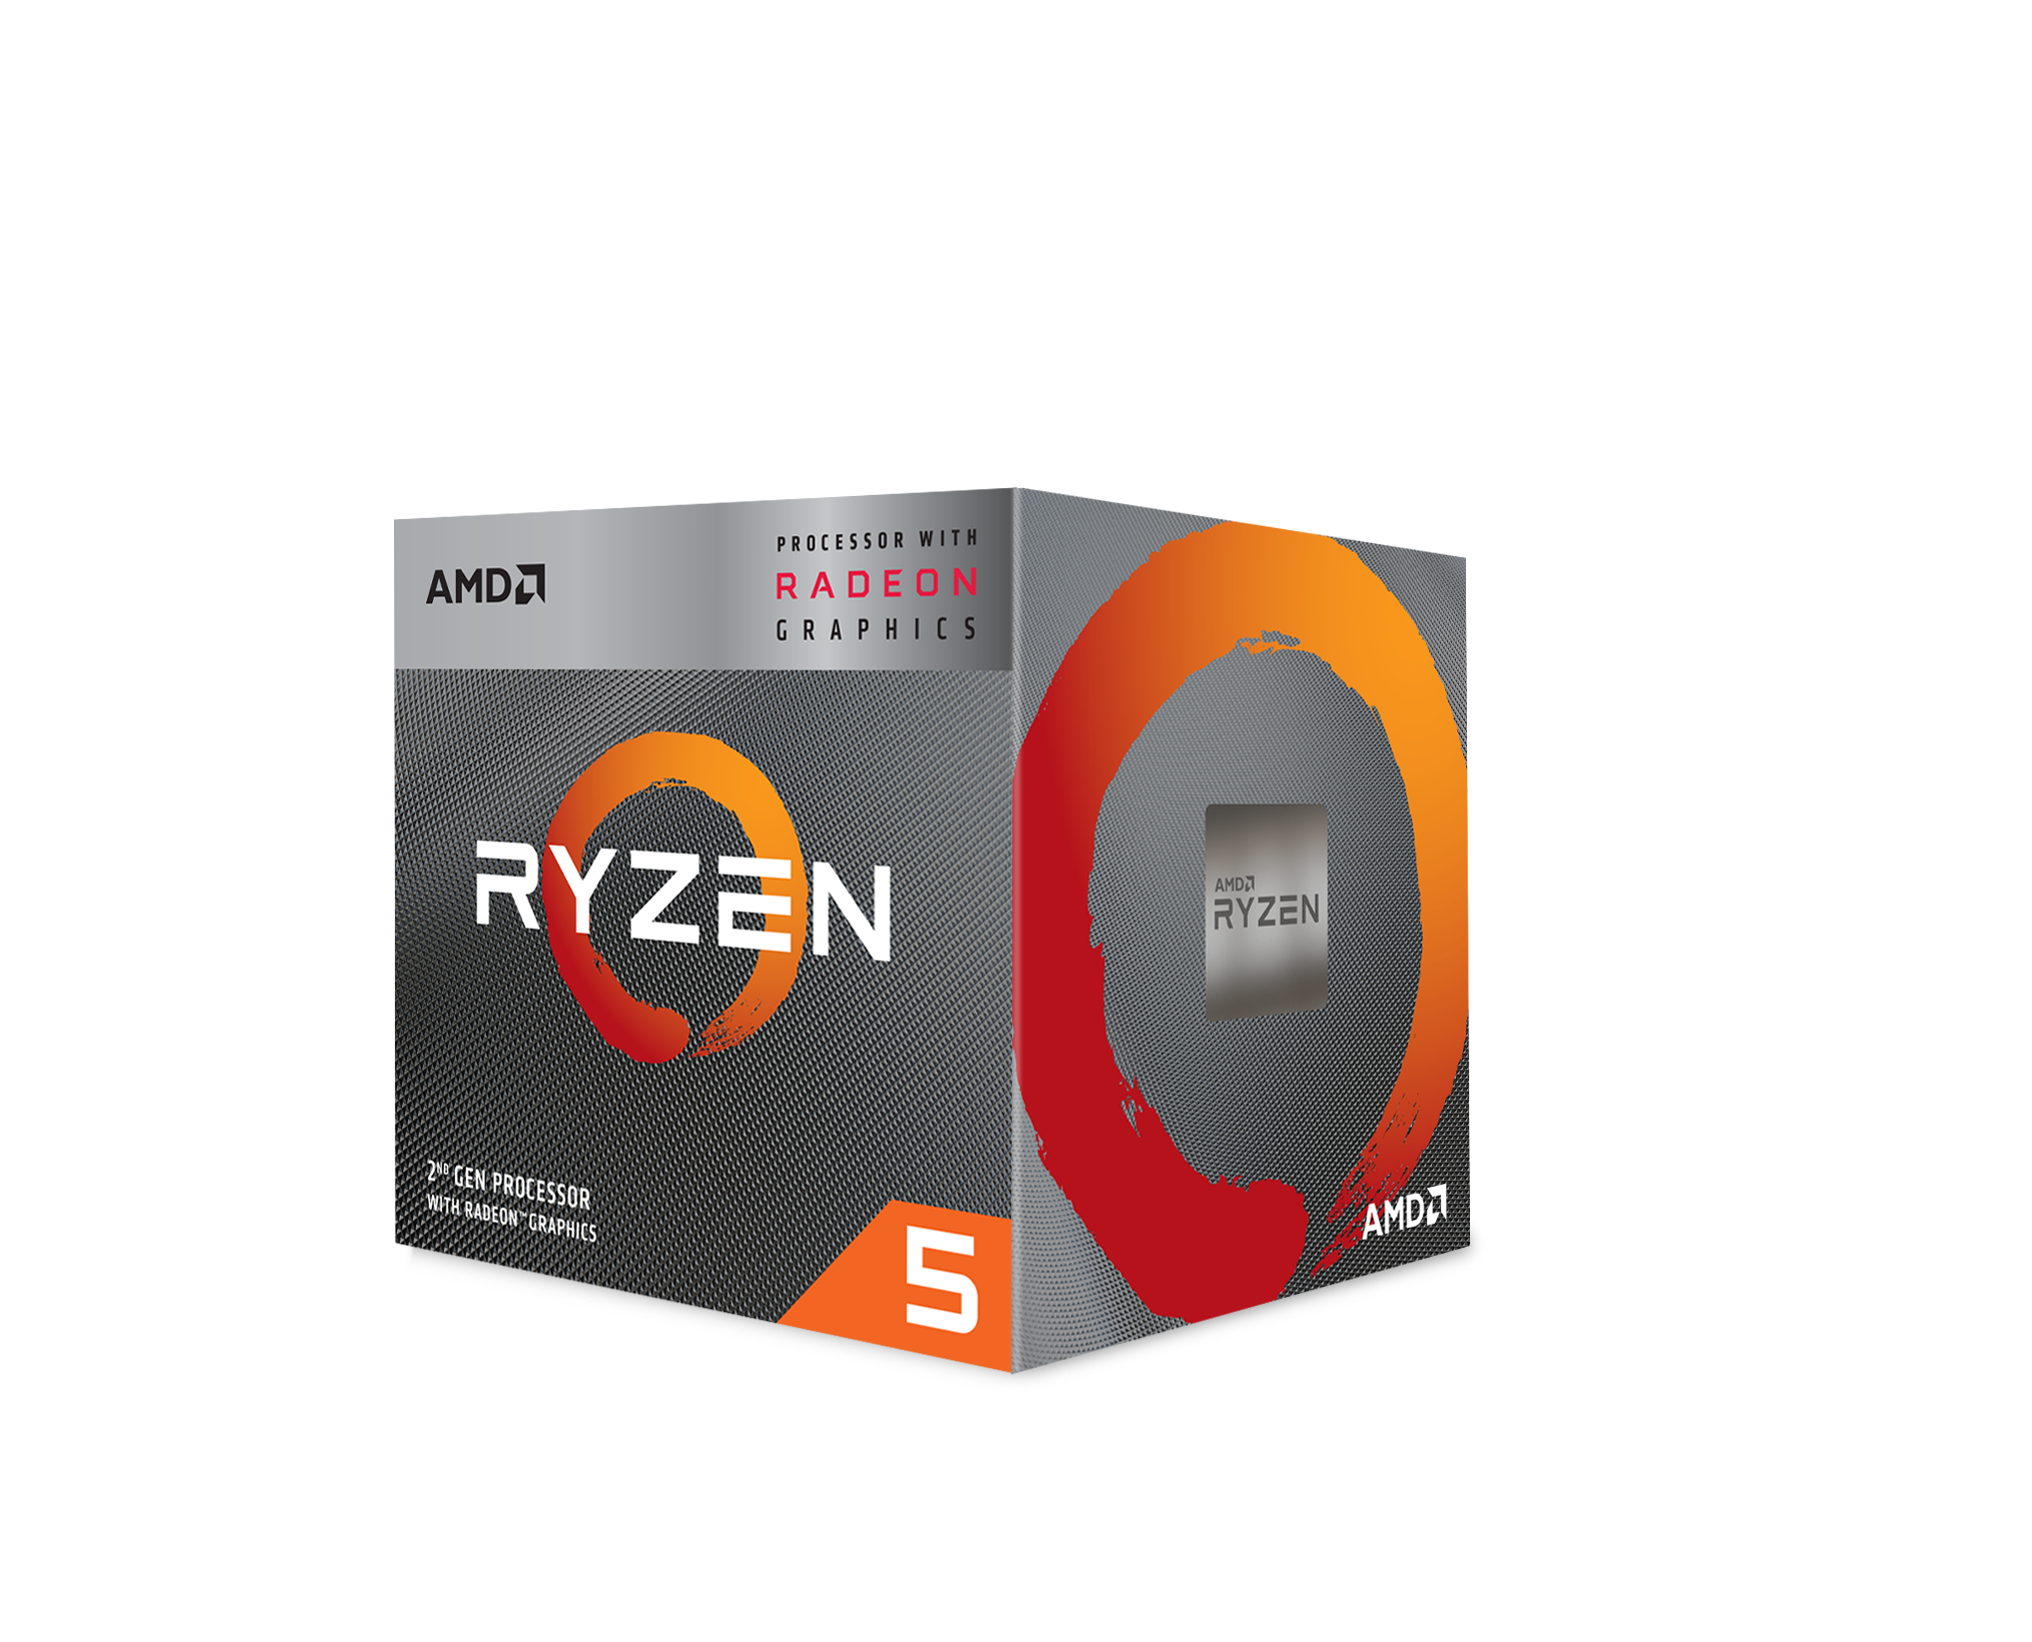 AMD
PROCESSOR WITH
RADEON
GRAPHICS
RYZEN
2ND GEN PROCESSOR
WITH RADEON™ GRAPHICS
5
AMD
RYZEN
AMD